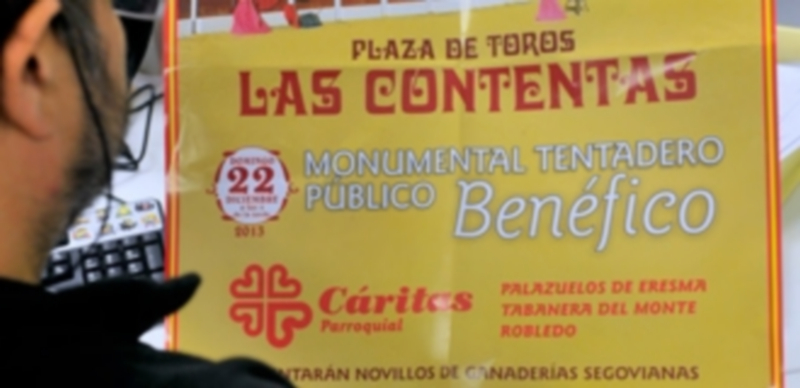 PLAZA DE TOROS
LAS CONTENTAS
DOMINGO
22
DICIEMBRE
2013
MONUMENTAL TENTADERO
PÚBLICO Benéfico
Cáritas
Parroquial
PALAZUELOS DE ERESMA
TABANERA DEL MONTE
ROBLEDO
NTARÁN NOVILLOS DE GANADERÍAS SEGOVIANAS